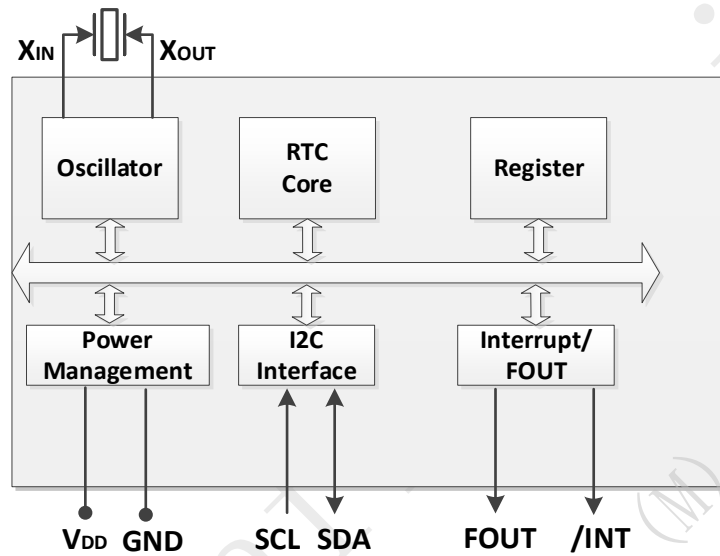 XIN XOUT
Oscillator
RTC
Core
Register
Power
Management
I2C
Interface
Interrupt/
FOUT
VDD GND SCL SDA FOUT /INT
(M)